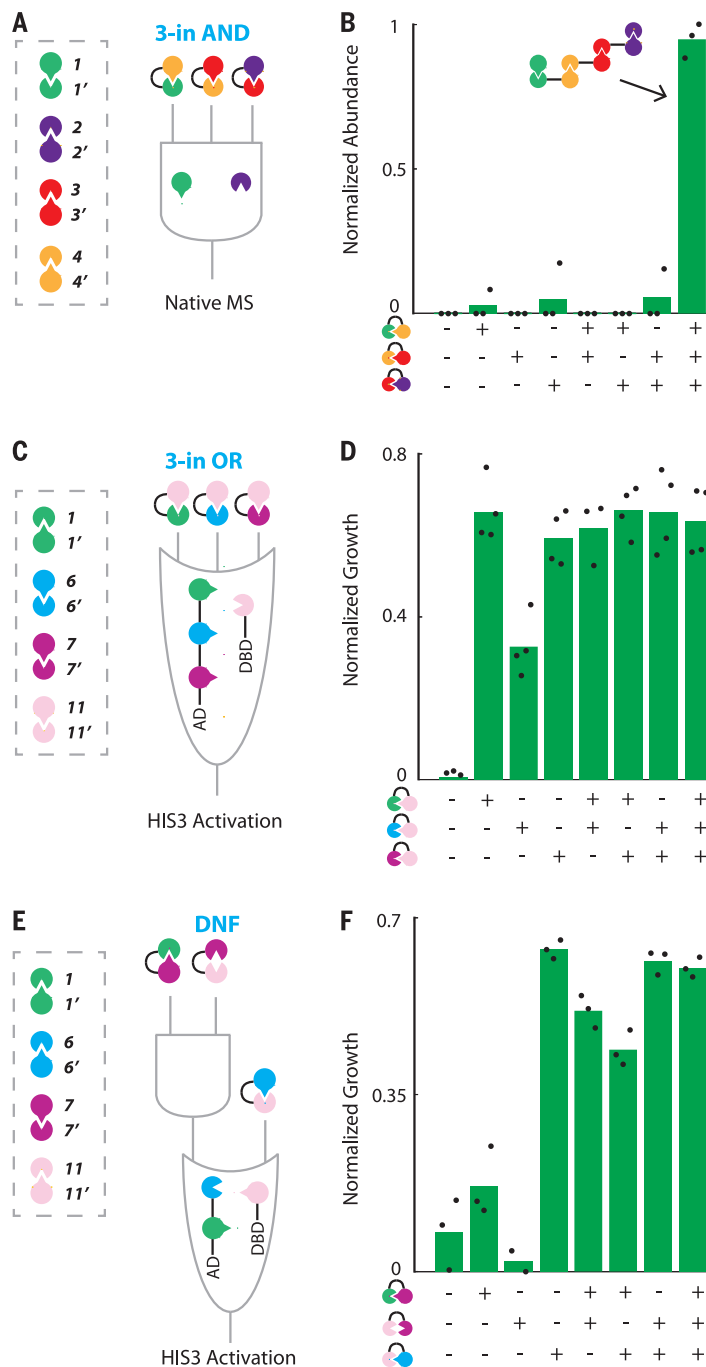 A
3-in AND
1
1'
2
2'
3
3'
4
4'
Native MS
B
Normalized Abundance
1
0.5
0
- + - - + + - +
- - + - + - + +
- - - + - + + +
C
3-in OR
1
1'
6
6'
7
7'
11
11'
AD
DBD
HIS3 Activation
D
Normalized Growth
0.8
0.4
0
- + - - + + - +
- - + - + - + +
- - - + - + + +
E
DNF
1
1'
6
6'
7
7'
11
11'
AD
DBD
HIS3 Activation
F
Normalized Growth
0.7
0.35
0
- + - - + + - +
- - + - + - + +
- - - + - + + +